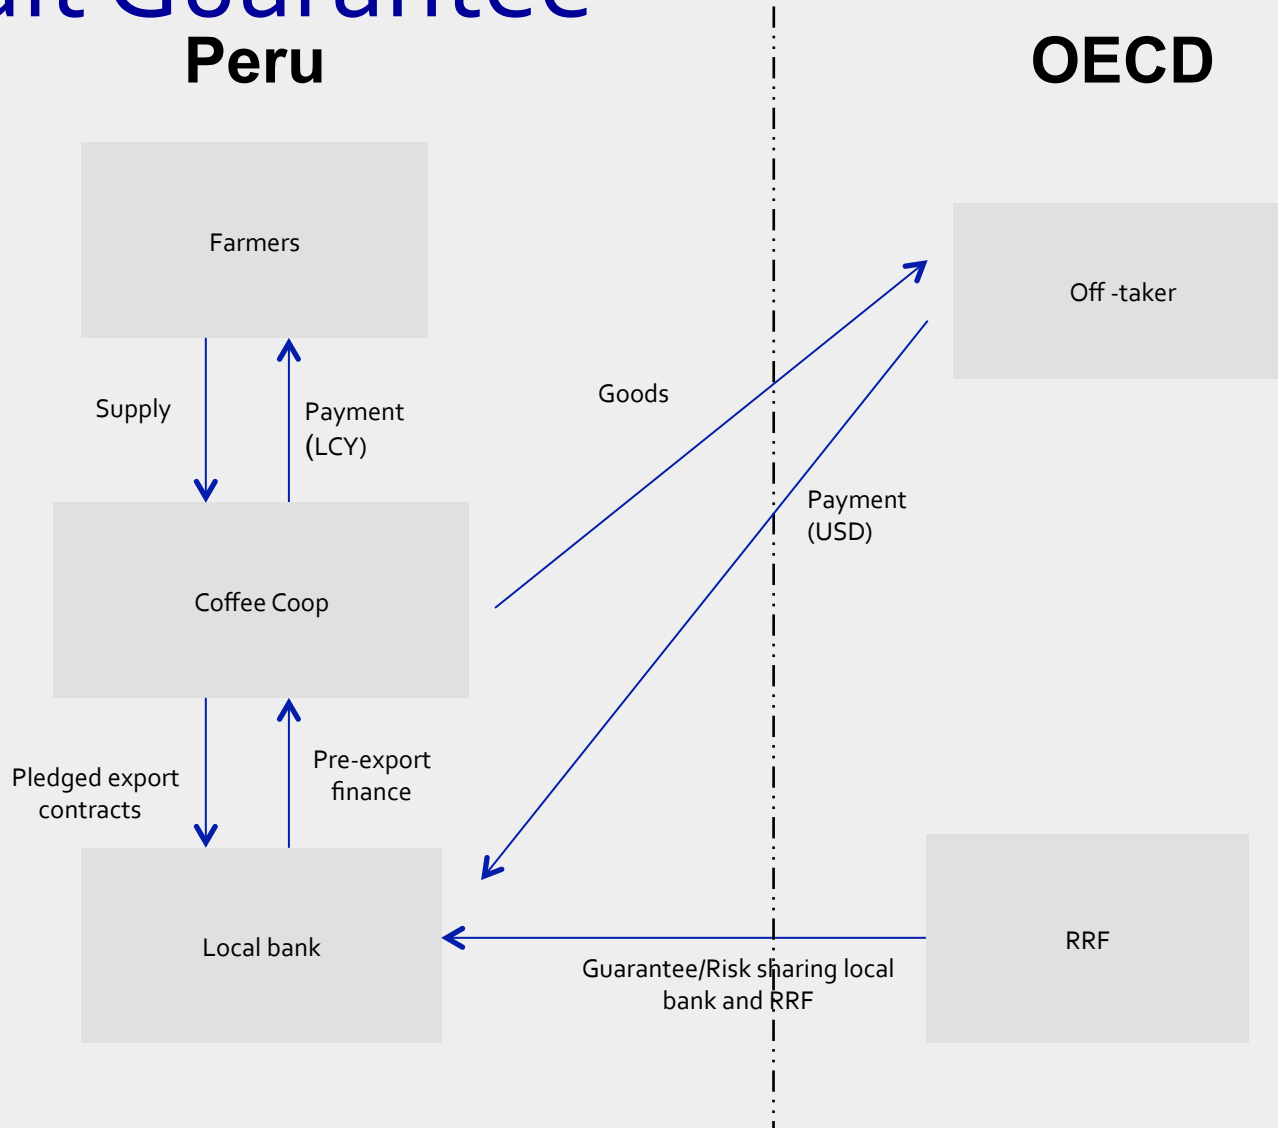 Guarantee
Peru
OECD
Farmers
Off -taker
Supply
Payment
(LCY)
Goods
Payment
(USD)
Coffee Coop
Pledged export
contracts
Pre-export
finance
Local bank
RRF
Guarantee/Risk sharing local
bank and RRF